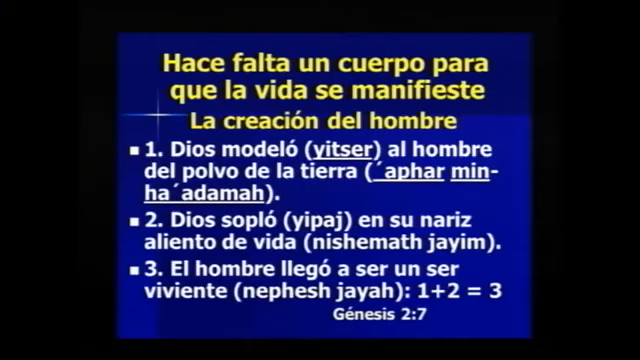 Hace falta un cuerpo para
que la vida se manifieste
La creación del hombre
1. Dios modeló (yitser) al hombre
del polvo de la tierra (´aphar min-
ha´adamah).
2. Dios sopló (yipaj) en su nariz
aliento de vida (nishemath jayim).
3. El hombre llegó a ser un ser
viviente (nephesh jayah): 1+2 = 3
Génesis 2:7